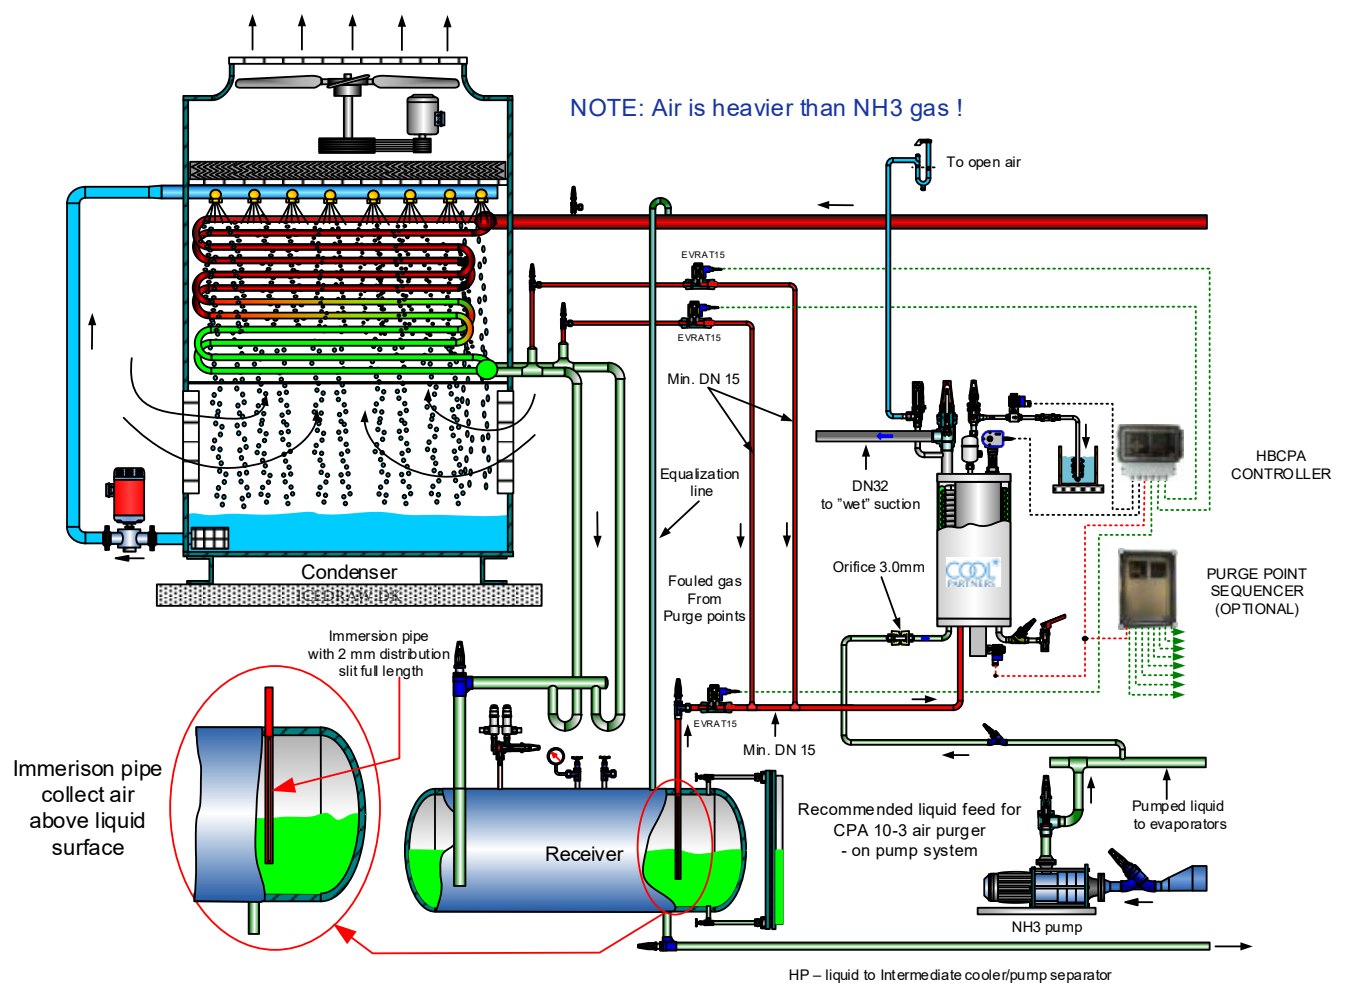 NOTE: Air is heavier than NH3 gas !
To open air
EVRAT15
EVRAT15
Min. DN 15
Equalization
line
DN32
to ”wet” suction
HBCPA
CONTROLLER
Orifice 3.0mm
COOL
PARTNERS
PURGE POINT
SEQUENCER
(OPTIONAL)
Condenser
ICEDRAW.DK
Fouled gas
From
Purge points
Immersion pipe
with 2 mm distribution
slit full length
EVRAT15
Min. DN 15
Immerison pipe
collect air
above liquid
surface
Receiver
Recommended liquid feed for
CPA 10-3 air purger
- on pump system
Pumped liquid
to evaporators
NH3 pump
HP – liquid to Intermediate cooler/pump separator